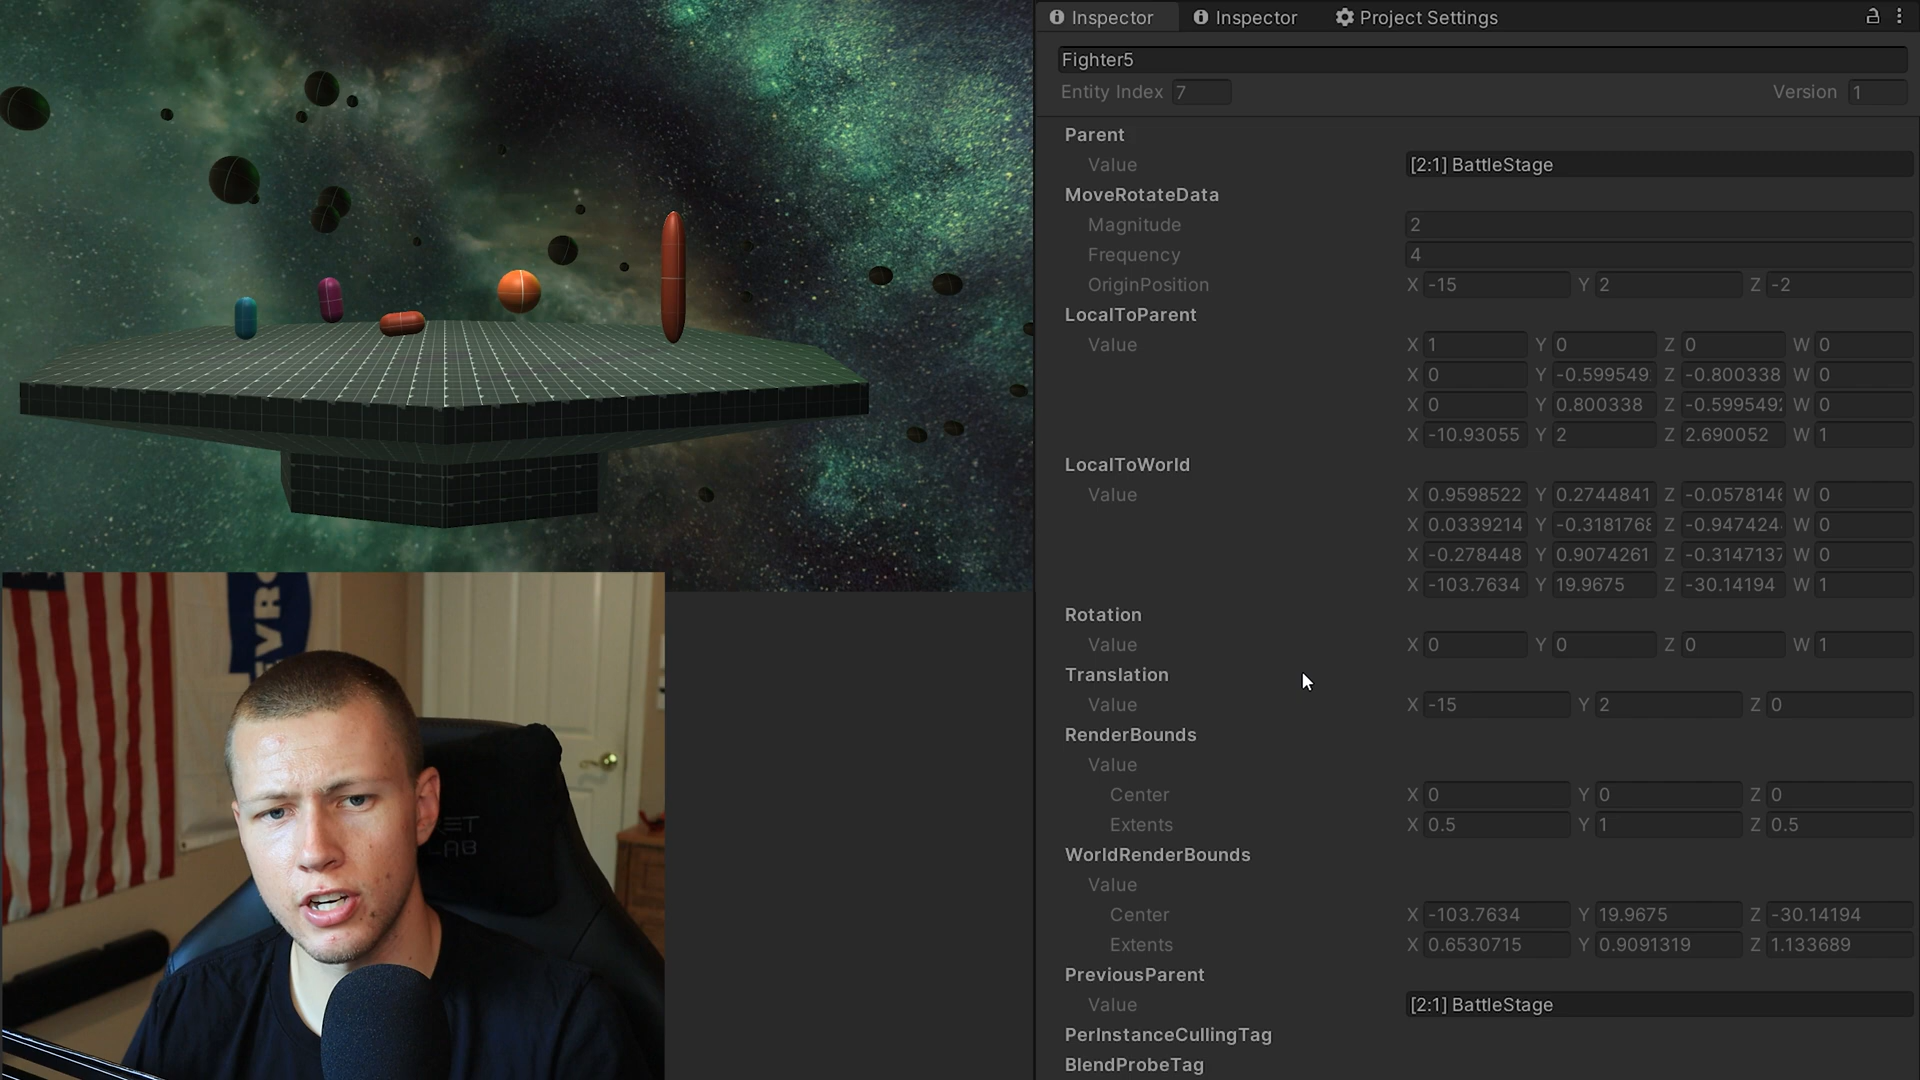 Inspector Inspector Project Settings
Fighter5
Entity Index 7 Version 1
Parent
Value [2:1] BattleStage
MoveRotateData
Magnitude 2
Frequency 4
OriginPosition X -15 Y 2 Z -2
LocalToParent
Value X 1 Y 0 Z 0 W 0
X 0 Y -0.599549 Z -0.800338 W 0
X 0 Y 0.800338 Z -0.599549 W 0
X -10.93055 Y 2 Z 2.690052 W 1
LocalToWorld
Value X 0.9598522 Y 0.2744841 Z -0.057814 W 0
X 0.0339214 Y -0.318176 Z -0.947424 W 0
X -0.278448 Y 0.9074261 Z -0.314713 W 0
X -103.7634 Y 19.9675 Z -30.14194 W 1
Rotation
Value X 0 Y 0 Z 0 W 1
Translation
Value X -15 Y 2 Z 0
RenderBounds
Value
Center X 0 Y 0 Z 0
Extents X 0.5 Y 1 Z 0.5
WorldRenderBounds
Value
Center X -103.7634 Y 19.9675 Z -30.14194
Extents X 0.6530715 Y 0.9091319 Z 1.133689
PreviousParent
Value [2:1] BattleStage
PerInstanceCullingTag
BlendProbeTag